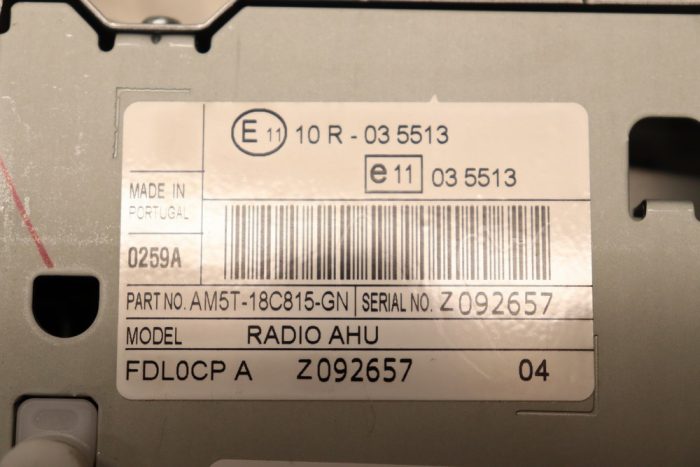 E 11 10 R - 03 5513
e 11 03 5513
MADE IN
PORTUGAL
0259A
PART NO. AM5T-18C815-GN SERIAL NO. Z092657
MODEL RADIO AHU
FDL0CP A Z092657 04